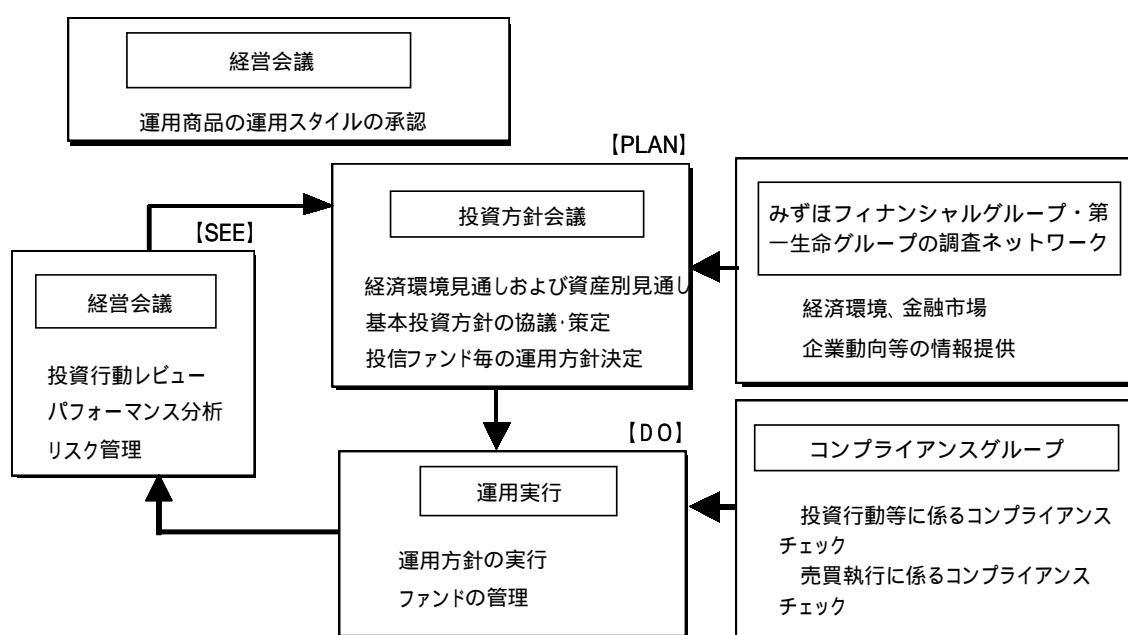 経営会議
運用商品の運用スタイルの承認
【PLAN】
投資方針会議
経済環境見通しおよび資産別見通し
基本投資方針の協議・策定
投信ファンド毎の運用方針決定
みずほフィナンシャルグループ・第
一生命グループの調査ネットワーク
経済環境、金融市場
企業動向等の情報提供
【SEE】
経営会議
投資行動レビュー
パフォーマンス分析
リスク管理
【DO】
運用実行
運用方針の実行
ファンドの管理
コンプライアンスグループ
投資行動等に係るコンプライアンス
チェック
売買執行に係るコンプライアンス
チェック